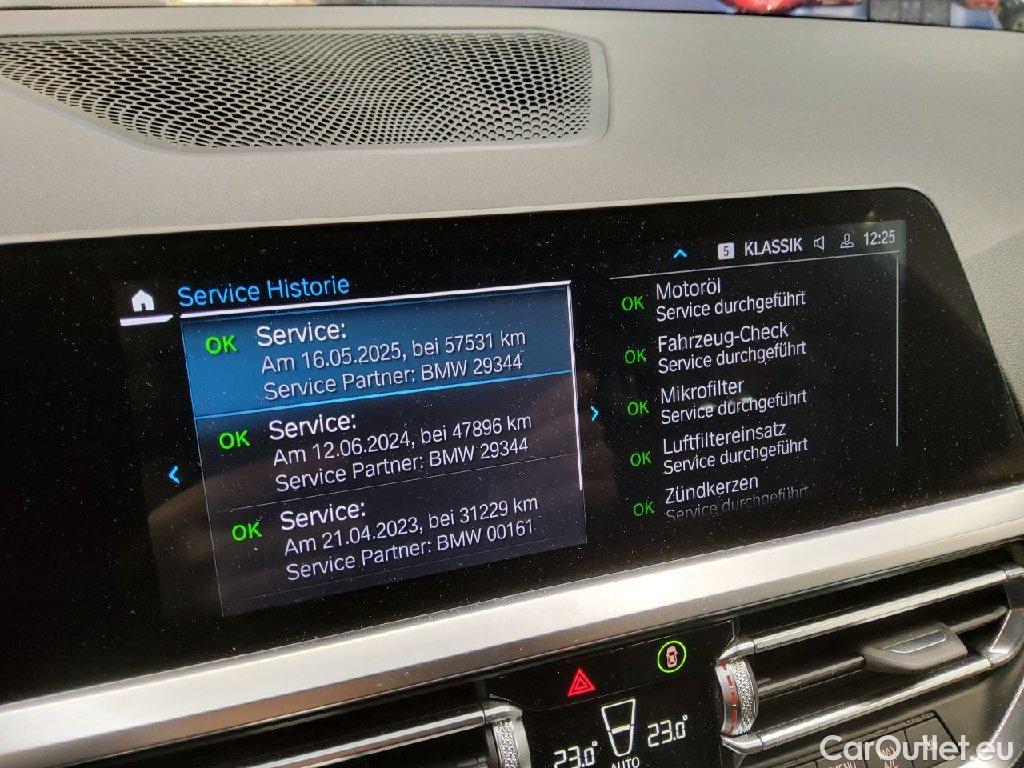 5 KLASSIK 12:25
Service Historie
OK Service:
Am 16.05.2025, bei 57531 km
Service Partner: BMW 29344
OK Service:
Am 12.06.2024, bei 47896 km
Service Partner: BMW 29344
OK Service:
Am 21.04.2023, bei 31229 km
Service Partner: BMW 00161
OK Motoröl
Service durchgeführt
OK Fahrzeug-Check
Service durchgeführt
OK Mikrofilter
Service durchgeführt
OK Luftfiltereinsatz
Service durchgeführt
OK Zündkerzen
Service durchgeführt
23.0° 23.0°
AUTO
MENU A/C
CarOutlet.eu